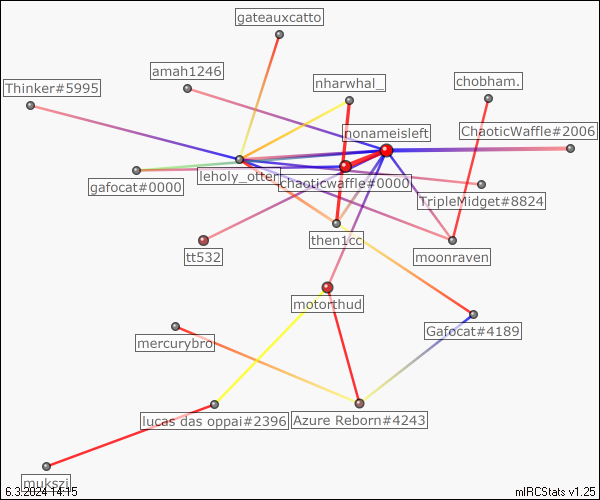 gateauxcatto
amah1246
Thinker#5995
nharwhal_
chobham.
nonameisleft
ChaoticWaffle#2006
leholy_otter
chaoticwaffle#0000
gafocat#0000
TripleMidget#8824
then1cc
tt532
moonraven
motorthud
Gafocat#4189
mercurybro
lucas das oppai#2396
Azure Reborn#4243
mukszi
6.3.2024 14:15
mIRCStats v1.25